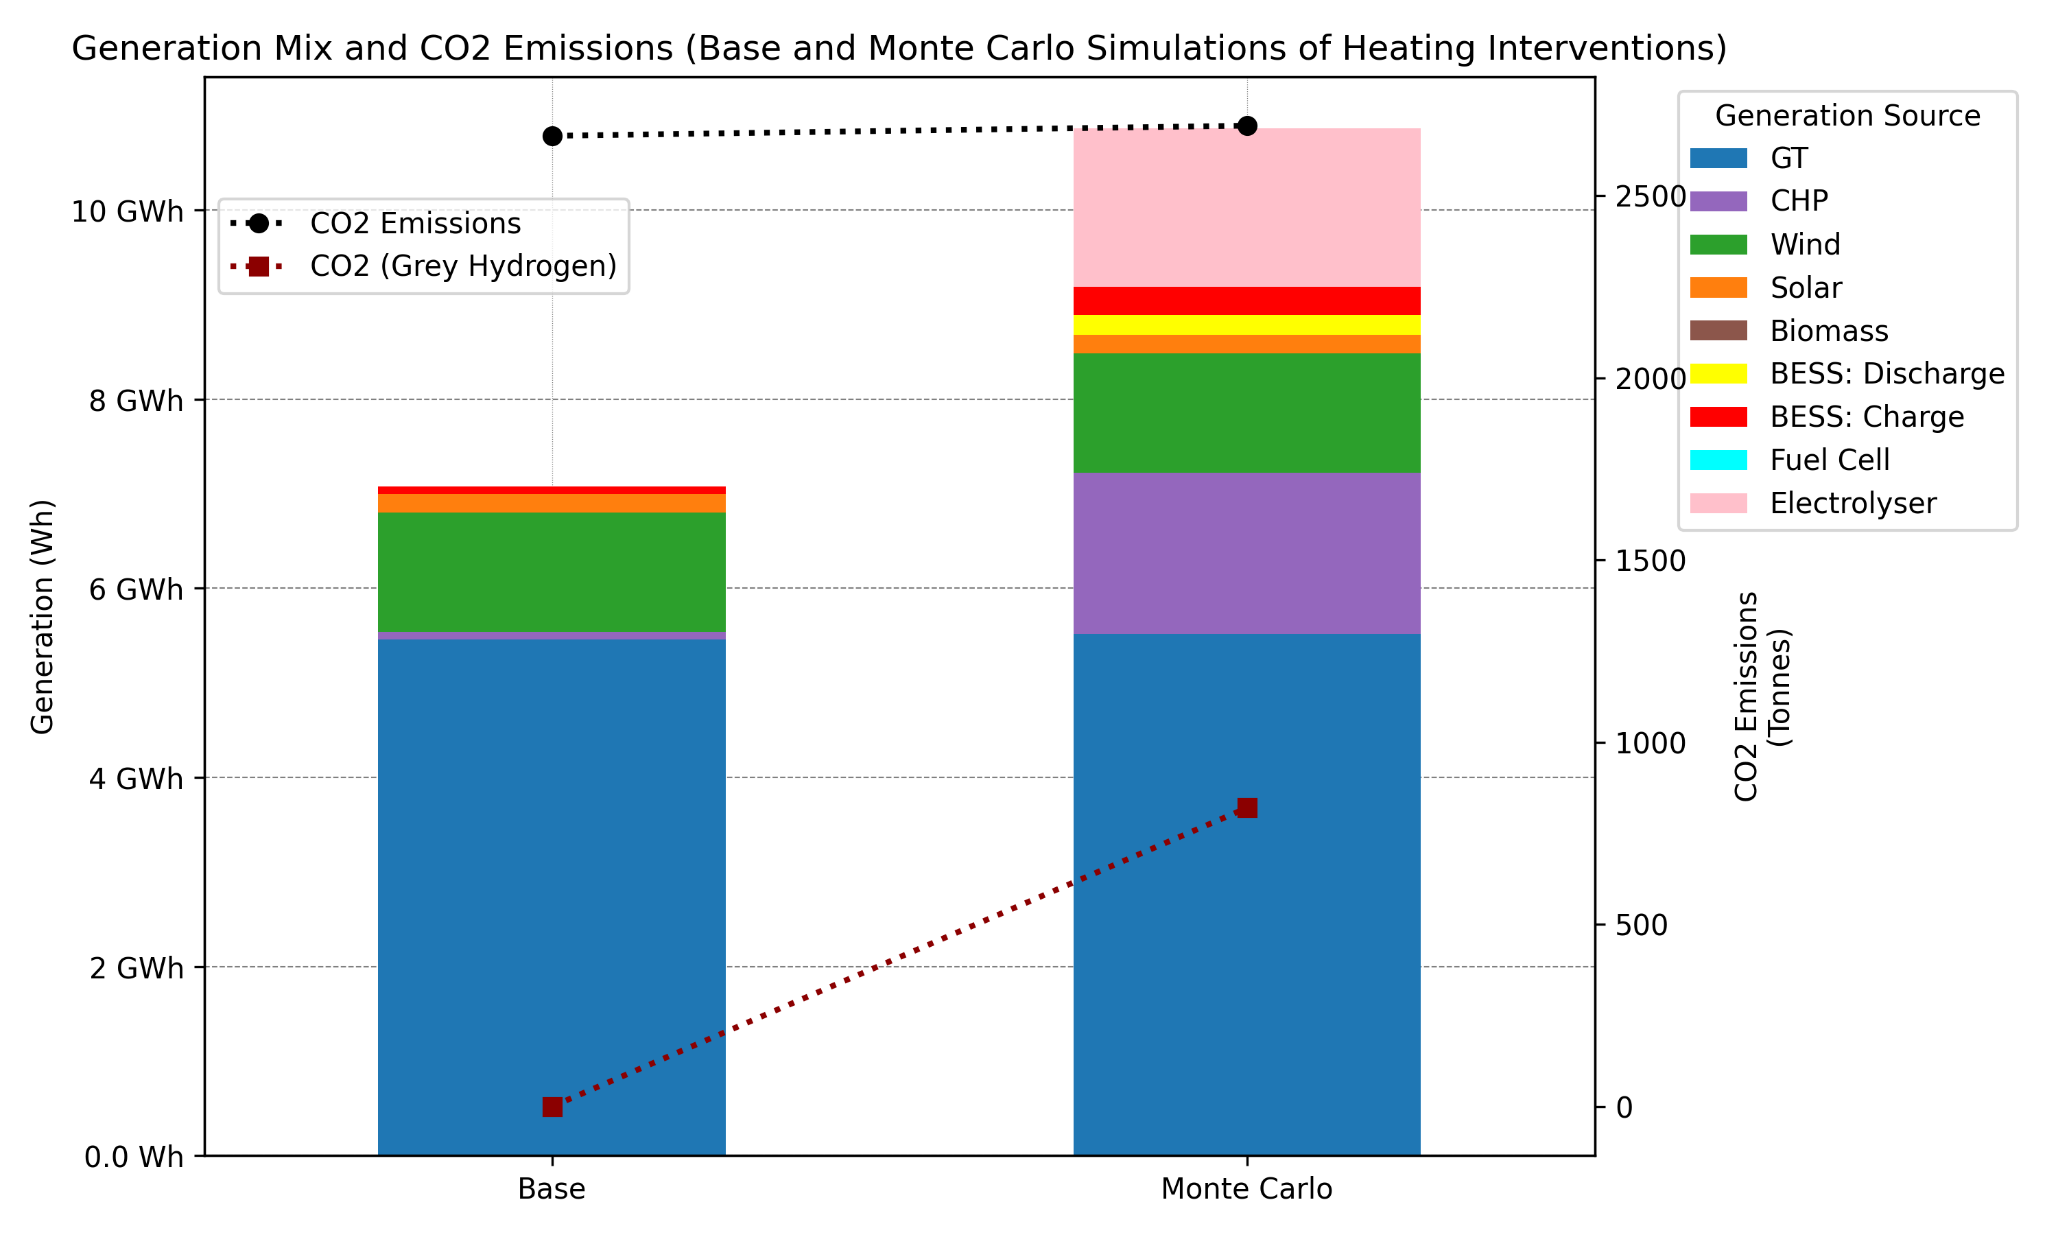 Generation Mix and CO2 Emissions (Base and Monte Carlo Simulations of Heating Interventions)
Generation (Wh)
10 GWh
8 GWh
6 GWh
4 GWh
2 GWh
0.0 Wh
CO2 Emissions
CO2 (Grey Hydrogen)
Base
Monte Carlo
2500
2000
1500
1000
500
0
CO2 Emissions
(Tonnes)
Generation Source
GT
CHP
Wind
Solar
Biomass
BESS: Discharge
BESS: Charge
Fuel Cell
Electrolyser